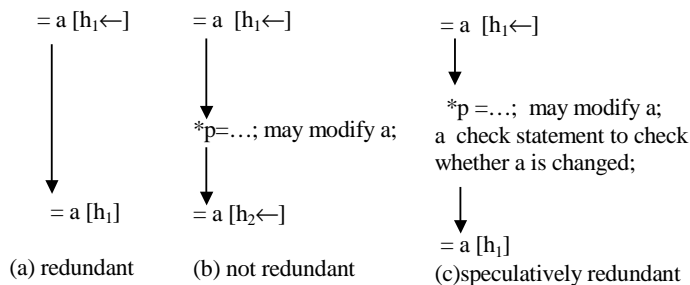 = a [h₁←]
= a [h₁]
(a) redundant
= a [h₁←]
*p=…; may modify a;
= a [h₂←]
(b) not redundant
= a [h₁←]
*p =…; may modify a;
a check statement to check
whether a is changed;
= a [h₁]
(c)speculatively redundant